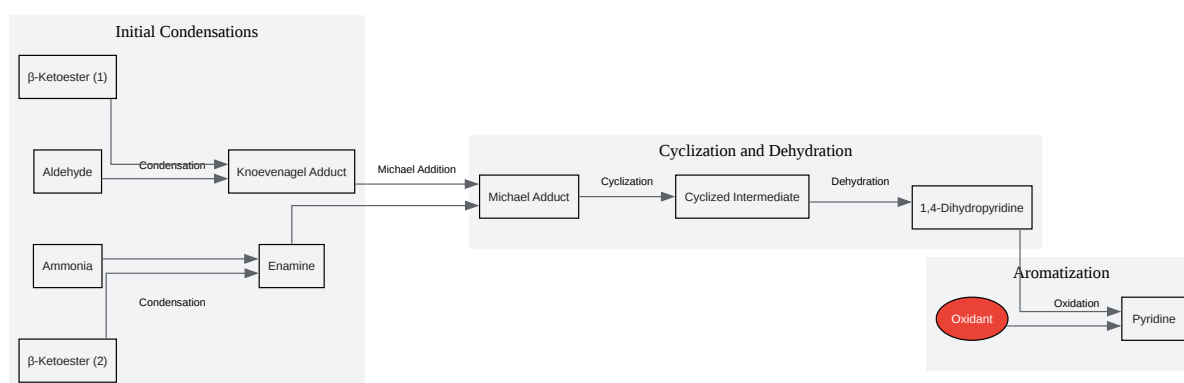 Initial Condensations
β-Ketoester (1)
Aldehyde
Condensation
Knoevenagel Adduct
Ammonia
Enamine
Condensation
β-Ketoester (2)
Michael Addition
Cyclization and Dehydration
Michael Adduct
Cyclization
Cyclized Intermediate
Dehydration
1,4-Dihydropyridine
Aromatization
Oxidant
Oxidation
Pyridine